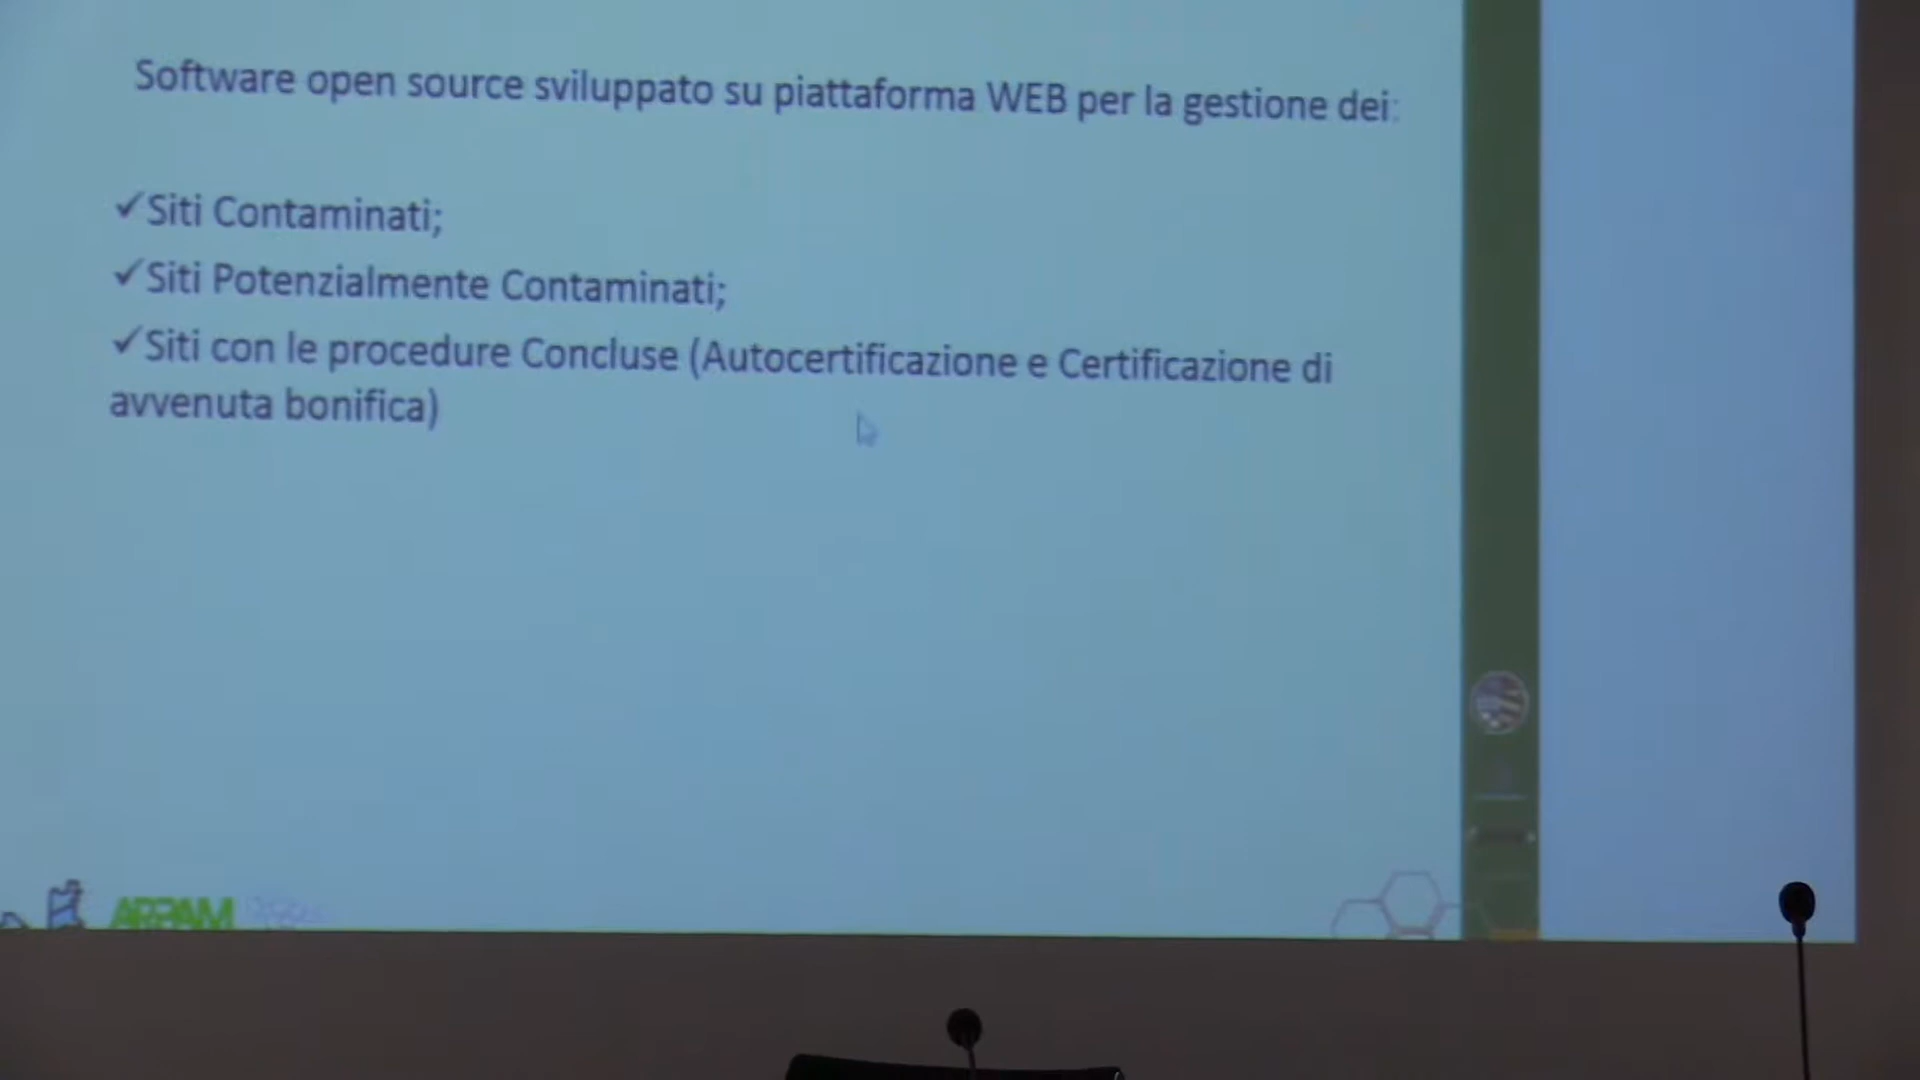 Software open source sviluppato su piattaforma WEB per la gestione dei:
✓Siti Contaminati;
✓Siti Potenzialmente Contaminati;
✓Siti con le procedure Concluse (Autocertificazione e Certificazione di
avvenuta bonifica)
ARPAM